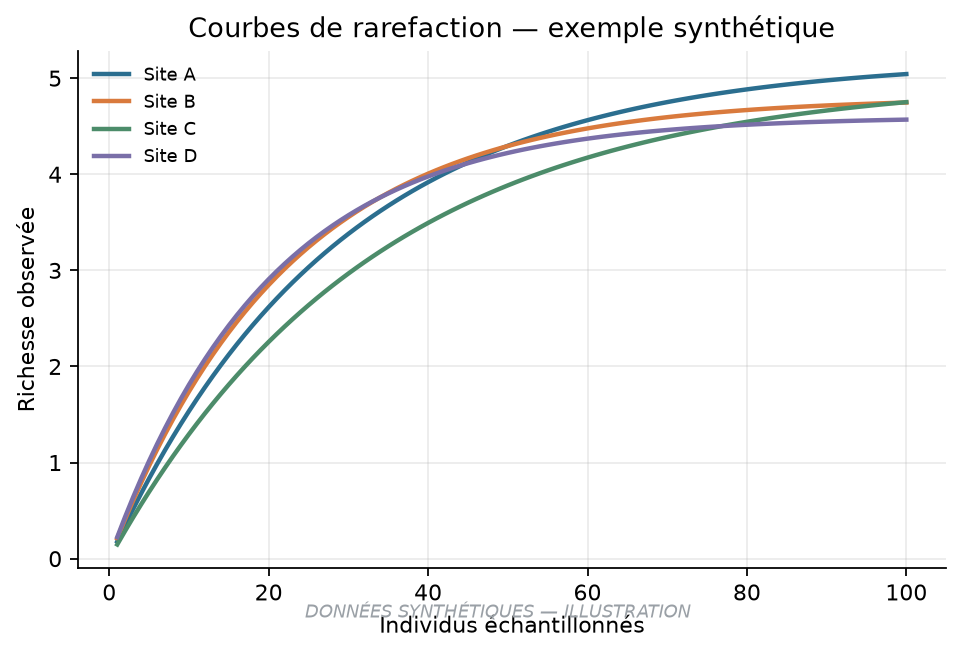 Courbes de rarefaction — exemple synthétique
Richesse observée
5
4
3
2
1
0
Site A
Site B
Site C
Site D
0 20 40 60 80 100
DONNÉES SYNTHÉTIQUES — ILLUSTRATION
Individus échantillonnés